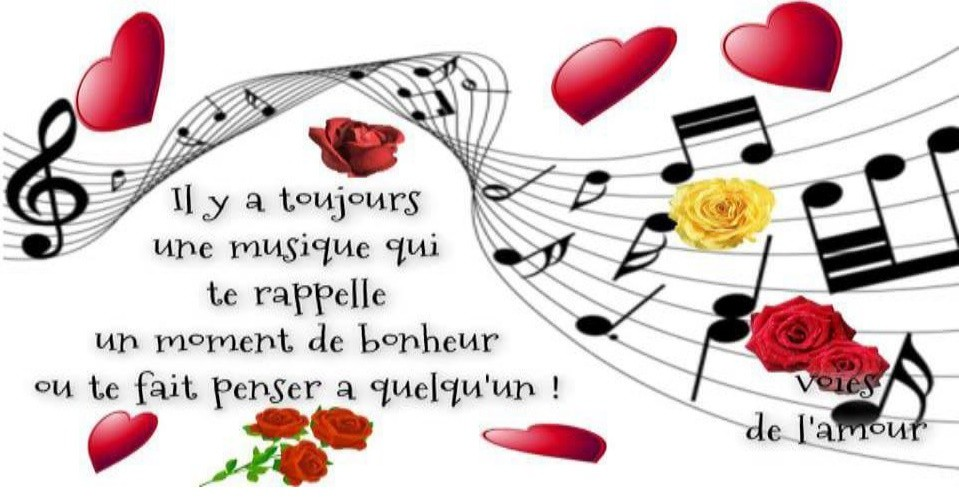 Il y a toujours
une musique qui
te rappelle
un moment de bonheur
ou te fait penser a quelqu'un !
voies
de l'amour